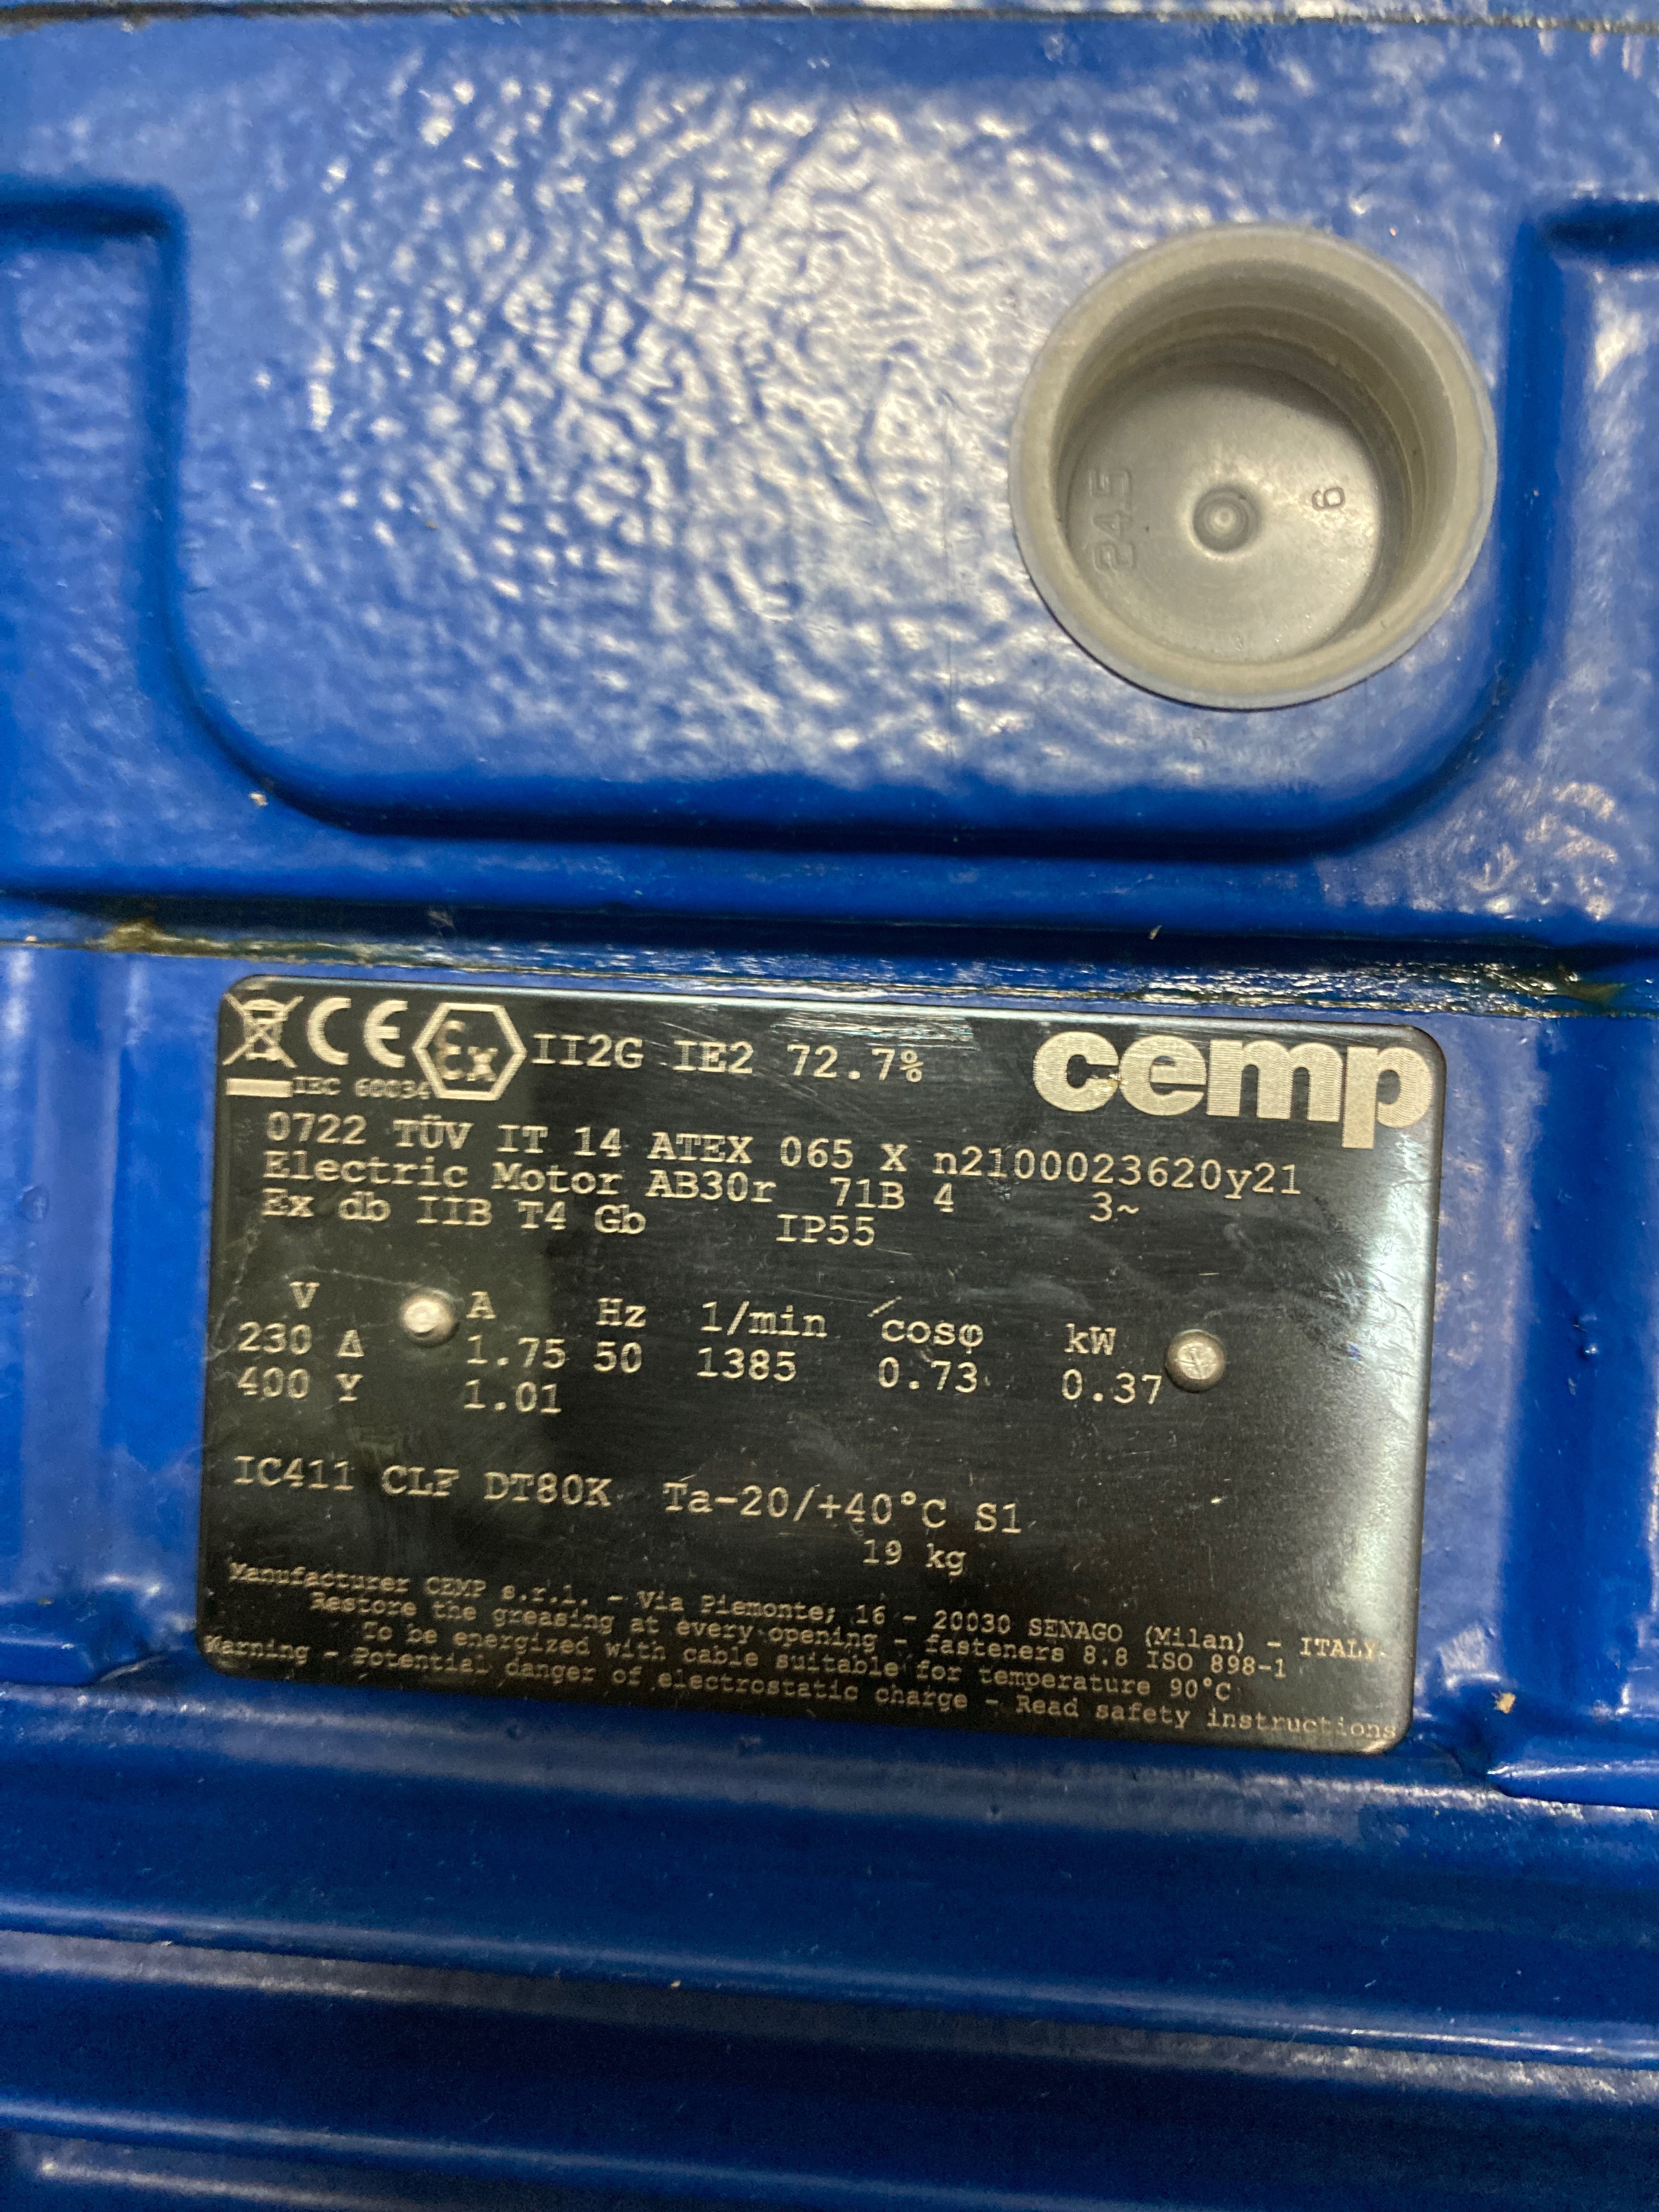 245
6
CE Ex II2G IE2 72.7% cemp
IEC 60034
0722 TÜV IT 14 ATEX 065 X n2100023620y21
Electric Motor AB30r 71B 4 3~
Ex db IIB T4 Gb IP55
V A Hz 1/min cosφ kW
230 Δ 1.75 50 1385 0.73 0.37
400 Y 1.01
IC411 CLF DT80K Ta-20/+40°C S1
19 kg
Manufacturer CEMP s.r.l. - Via Piemonte, 16 - 20030 SENAGO (Milan) - ITALY
Restore the greasing at every opening - fasteners 8.8 ISO 898-1
To be energized with cable suitable for temperature 90°C
Warning - Potential danger of electrostatic charge - Read safety instructions